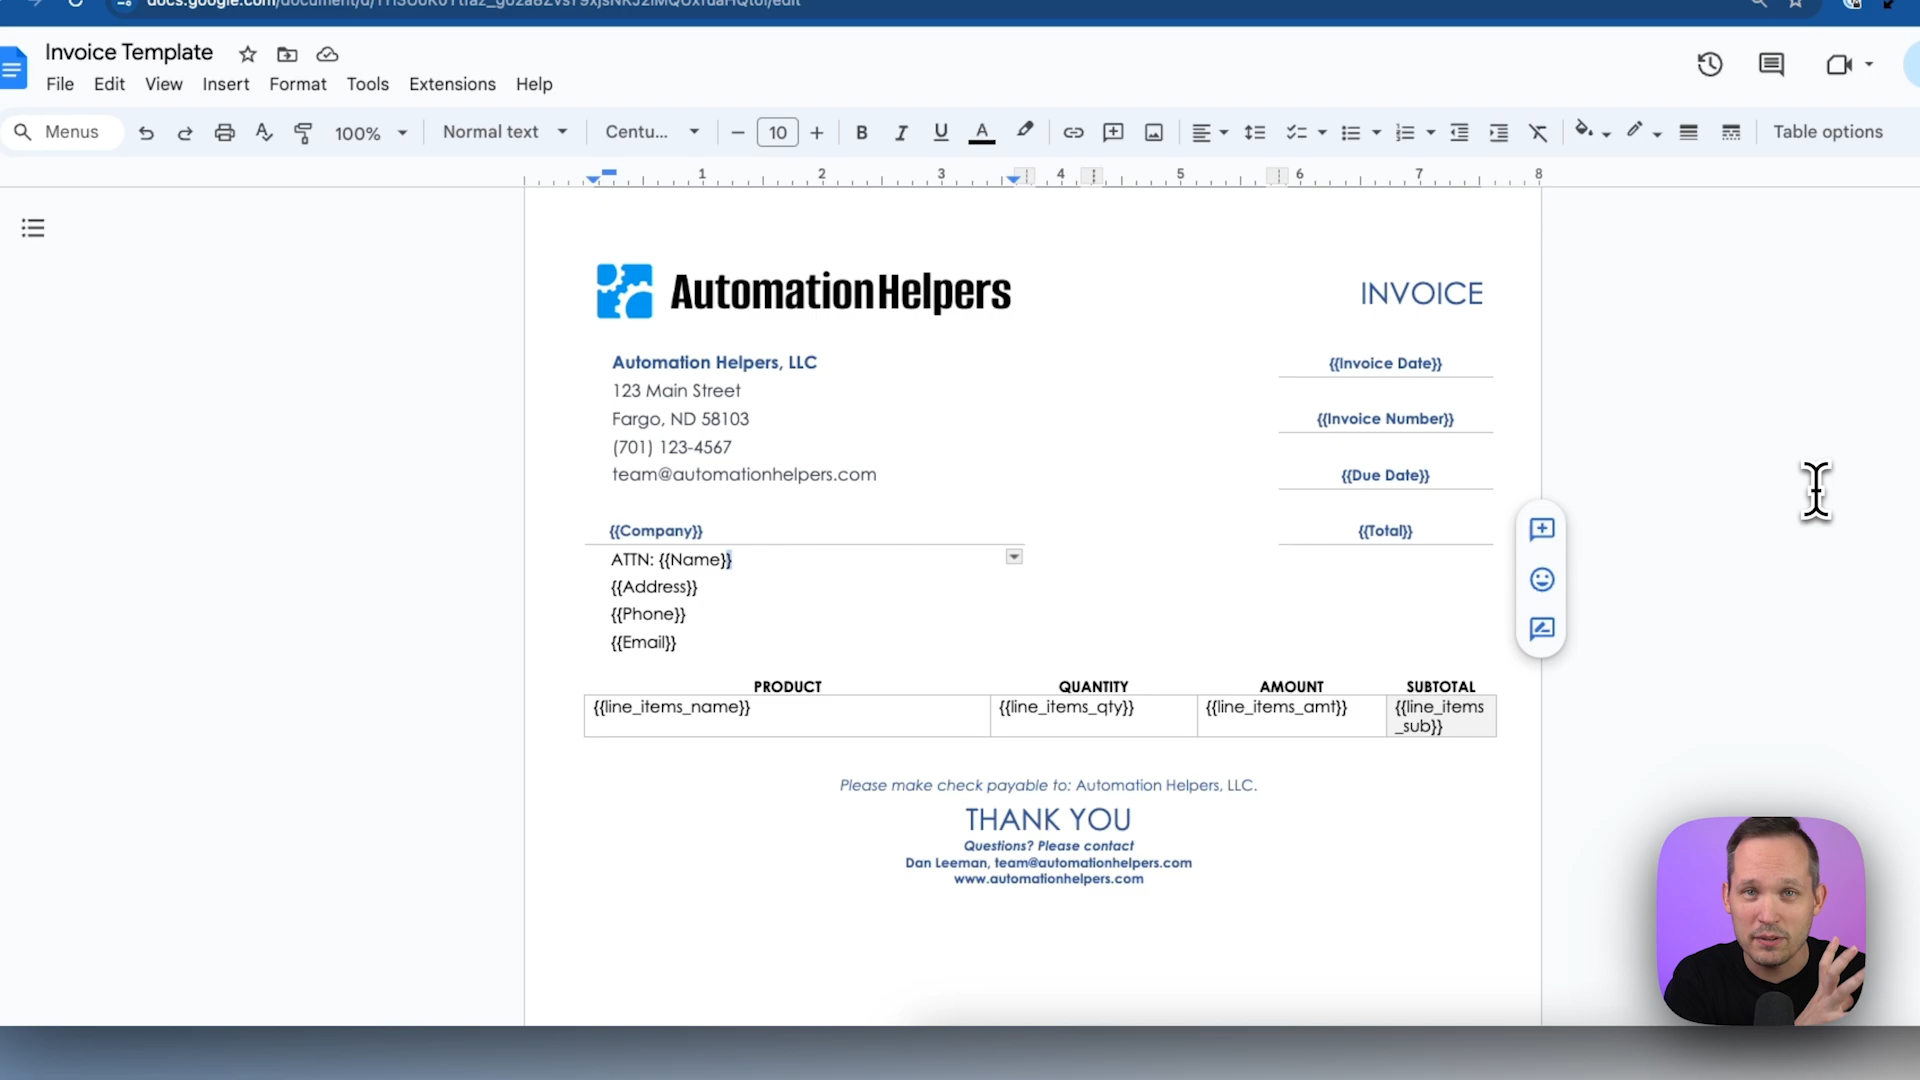 Invoice Template
File Edit View Insert Format Tools Extensions Help
Menus 100% Normal text Centu... 10 Table options
1 2 3 4 5 6 7 8
AutomationHelpers INVOICE
Automation Helpers, LLC {{Invoice Date}}
123 Main Street
Fargo, ND 58103 {{Invoice Number}}
(701) 123-4567
team@automationhelpers.com {{Due Date}}
{{Company}} {{Total}}
ATTN: {{Name}}
{{Address}}
{{Phone}}
{{Email}}
PRODUCT QUANTITY AMOUNT SUBTOTAL
{{line_items_name}} {{line_items_qty}} {{line_items_amt}} {{line_items
_sub}}
Please make check payable to: Automation Helpers, LLC.
THANK YOU
Questions? Please contact
Dan Leeman, team@automationhelpers.com
www.automationhelpers.com